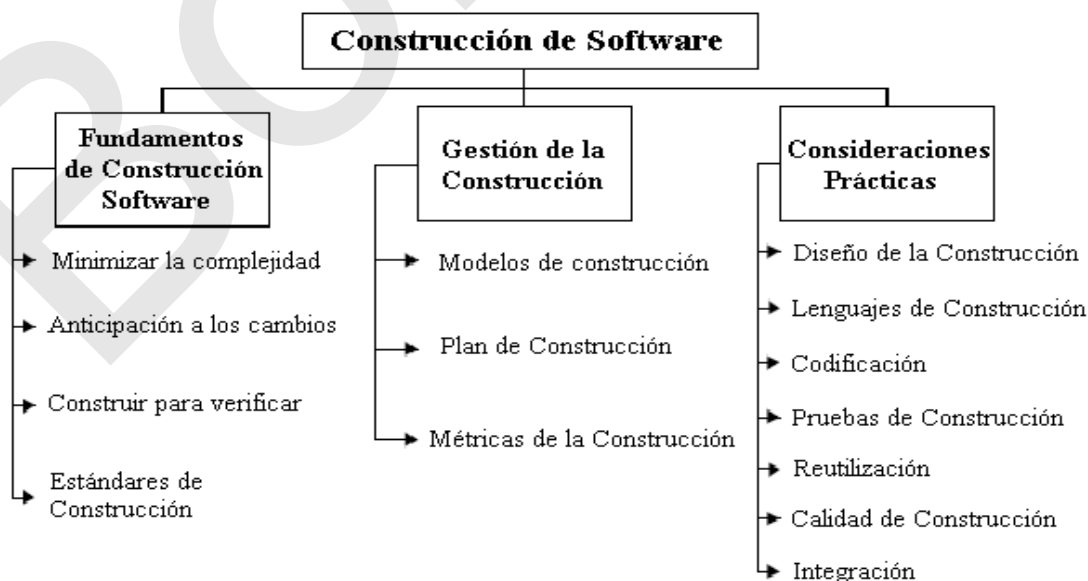 Construcción de Software
Fundamentos
de Construcción
Software
Minimizar la complejidad
Anticipación a los cambios
Construir para verificar
Estándares de
Construcción
Gestión de la
Construcción
Modelos de construcción
Plan de Construcción
Métricas de la Construcción
Consideraciones
Prácticas
Diseño de la Construcción
Lenguajes de Construcción
Codificación
Pruebas de Construcción
Reutilización
Calidad de Construcción
Integración